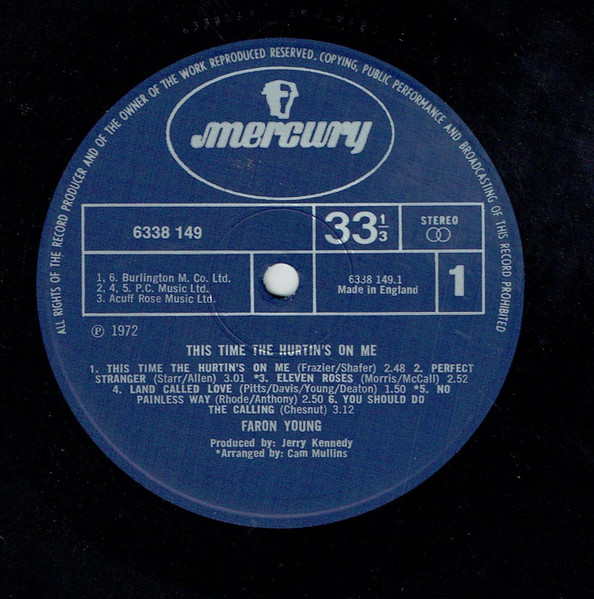 ALL RIGHTS OF THE RECORD PRODUCER AND OF THE OWNER OF THE WORK REPRODUCED RESERVED. COPYING, PUBLIC PERFORMANCE AND BROADCASTING OF THIS RECORD PROHIBITED
mercury
6338 149
33 1/3
STEREO
1, 6. Burlington M. Co. Ltd.
2, 4, 5. P.C. Music Ltd.
3. Acuff Rose Music Ltd.
6338 149.1
Made in England
1
Ⓟ 1972
THIS TIME THE HURTIN'S ON ME
1. THIS TIME THE HURTIN'S ON ME (Frazier/Shafer) 2.48 2. PERFECT
STRANGER (Starr/Allen) 3.01 *3. ELEVEN ROSES (Morris/McCall) 2.52
4. LAND CALLED LOVE (Pitts/Davis/Young/Deaton) 1.50 *5. NO
PAINLESS WAY (Rhode/Anthony) 2.50 6. YOU SHOULD DO
THE CALLING (Chesnut) 3.12
FARON YOUNG
Produced by: Jerry Kennedy
*Arranged by: Cam Mullins